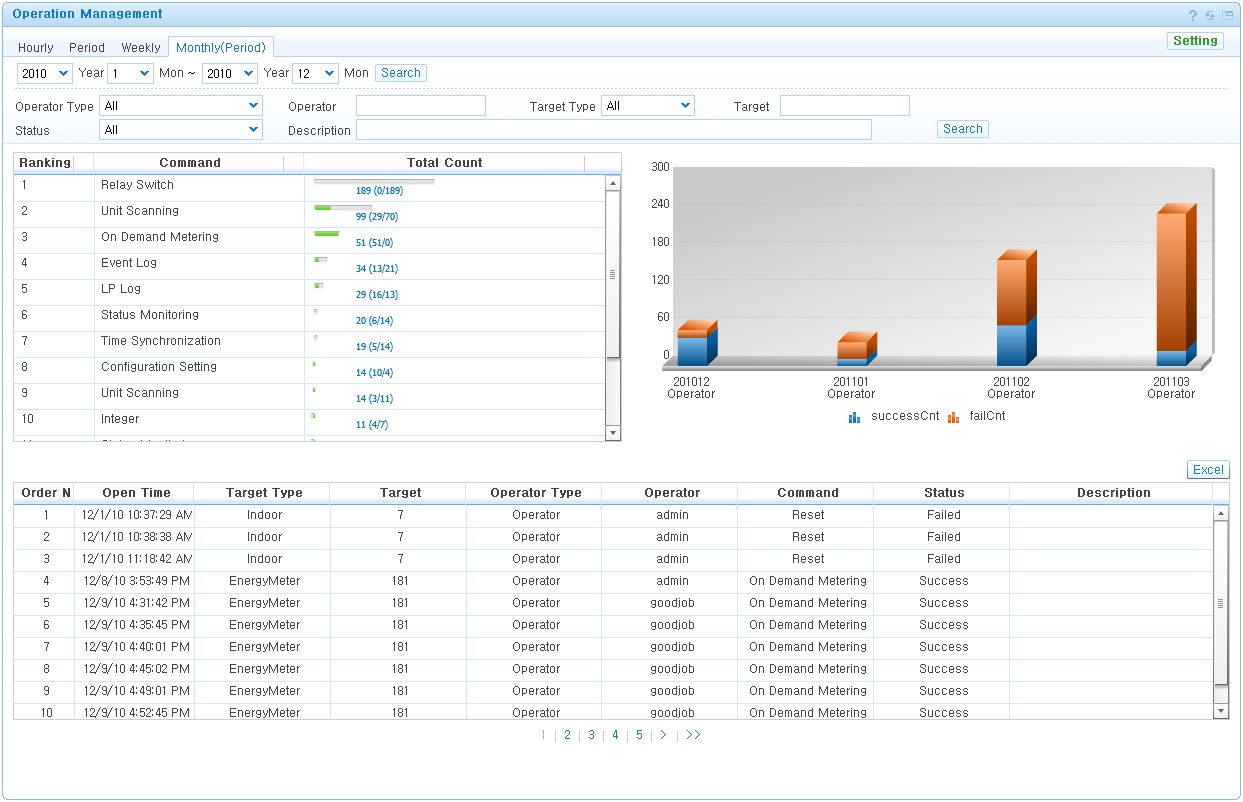 Operation Management
Hourly Period Weekly Monthly(Period) Setting
2010 Year 1 Mon ~ 2010 Year 12 Mon Search
Operator Type All Operator Target Type All Target
Status All Description Search
Ranking Command Total Count
1 Relay Switch 189 (0/189)
2 Unit Scanning 99 (29/70)
3 On Demand Metering 51 (51/0)
4 Event Log 34 (13/21)
5 LP Log 29 (16/13)
6 Status Monitoring 20 (6/14)
7 Time Synchronization 19 (5/14)
8 Configuration Setting 14 (10/4)
9 Unit Scanning 14 (3/11)
10 Integer 11 (4/7)
300
240
180
120
60
0
201012 201101 201102 201103
Operator Operator Operator Operator
successCnt failCnt
Excel
Order N Open Time Target Type Target Operator Type Operator Command Status Description
1 12/1/10 10:37:29 AM Indoor 7 Operator admin Reset Failed
2 12/1/10 10:38:38 AM Indoor 7 Operator admin Reset Failed
3 12/1/10 11:18:42 AM Indoor 7 Operator admin Reset Failed
4 12/8/10 3:53:49 PM EnergyMeter 181 Operator admin On Demand Metering Success
5 12/9/10 4:31:42 PM EnergyMeter 181 Operator goodjob On Demand Metering Success
6 12/9/10 4:35:45 PM EnergyMeter 181 Operator goodjob On Demand Metering Success
7 12/9/10 4:40:01 PM EnergyMeter 181 Operator goodjob On Demand Metering Success
8 12/9/10 4:45:02 PM EnergyMeter 181 Operator goodjob On Demand Metering Success
9 12/9/10 4:49:01 PM EnergyMeter 181 Operator goodjob On Demand Metering Success
10 12/9/10 4:52:45 PM EnergyMeter 181 Operator goodjob On Demand Metering Success
1 | 2 | 3 | 4 | 5 | > | >>